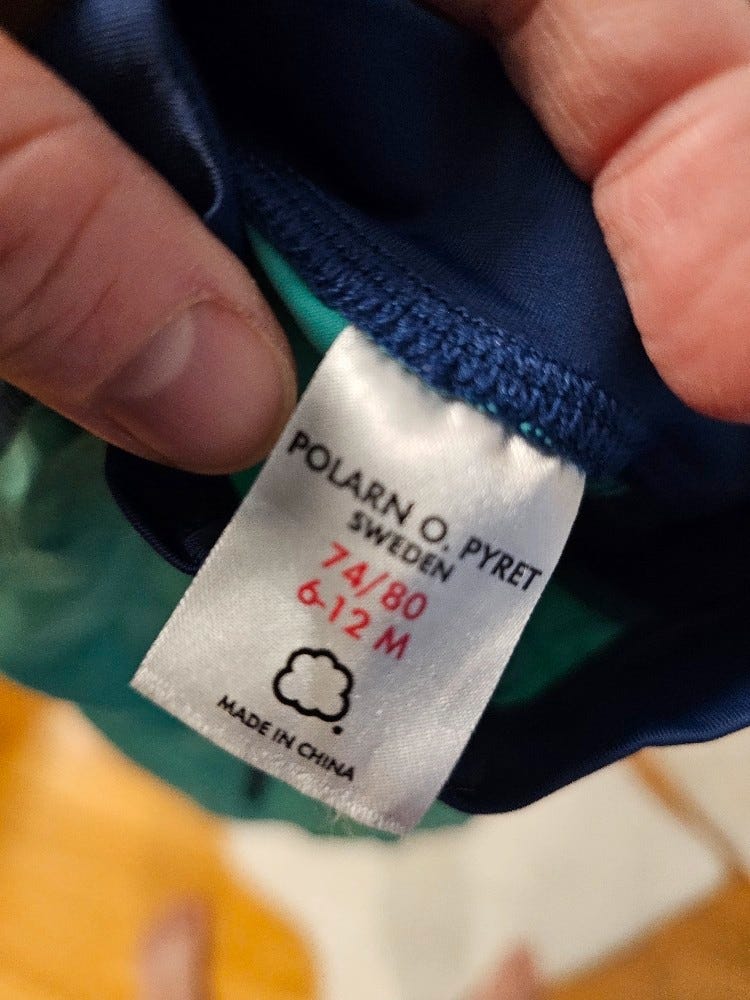 POLARN O. PYRET
SWEDEN
74/80
6-12 M
MADE IN CHINA